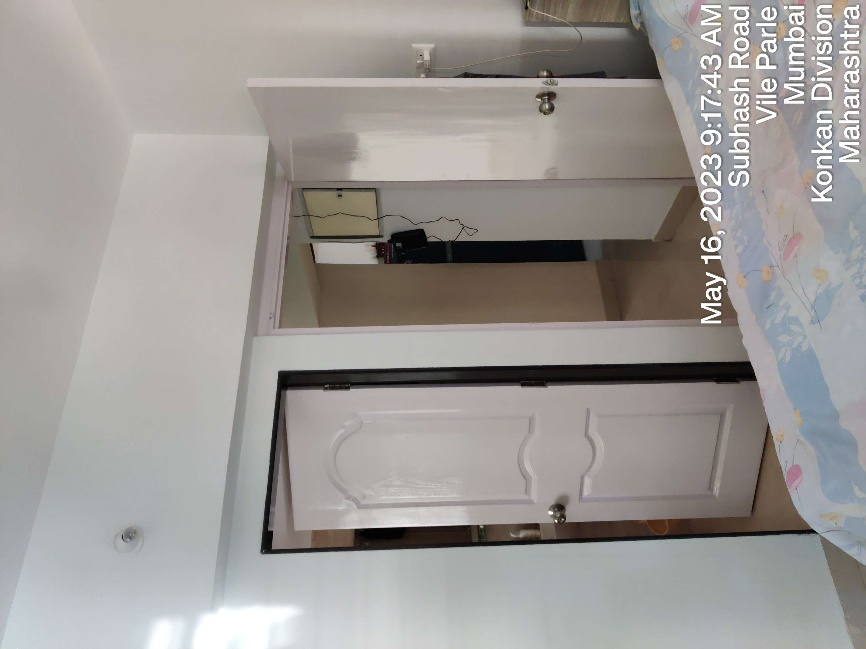 May 16, 2023 9:17:43 AM
Subhash Road
Vile Parle
Mumbai
Konkan Division
Maharashtra